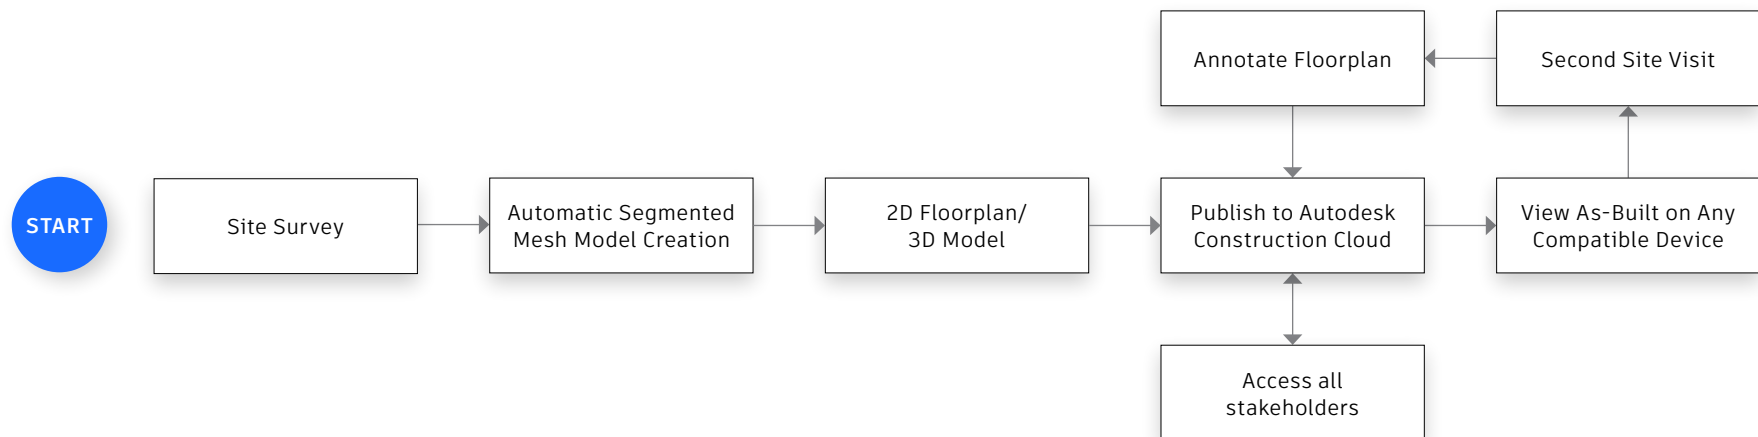 Annotate Floorplan
Second Site Visit
START
Site Survey
Automatic Segmented
Mesh Model Creation
2D Floorplan/
3D Model
Publish to Autodesk
Construction Cloud
View As-Built on Any
Compatible Device
Access all
stakeholders